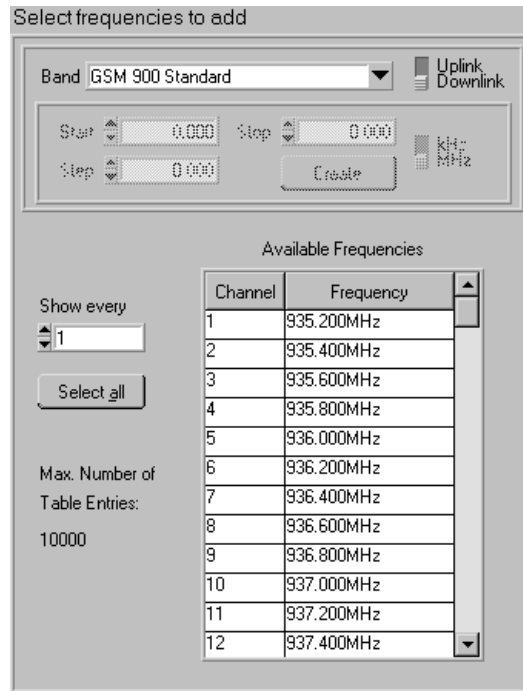 Select frequencies to add
Band GSM 900 Standard
Uplink
Downlink
Start 0.000 Stop 0.000
kHz
MHz
Step 0.000 Create
Available Frequencies
Channel Frequency
Show every
1
Select all
Max. Number of
Table Entries:
10000
1 935.200MHz
2 935.400MHz
3 935.600MHz
4 935.800MHz
5 936.000MHz
6 936.200MHz
7 936.400MHz
8 936.600MHz
9 936.800MHz
10 937.000MHz
11 937.200MHz
12 937.400MHz